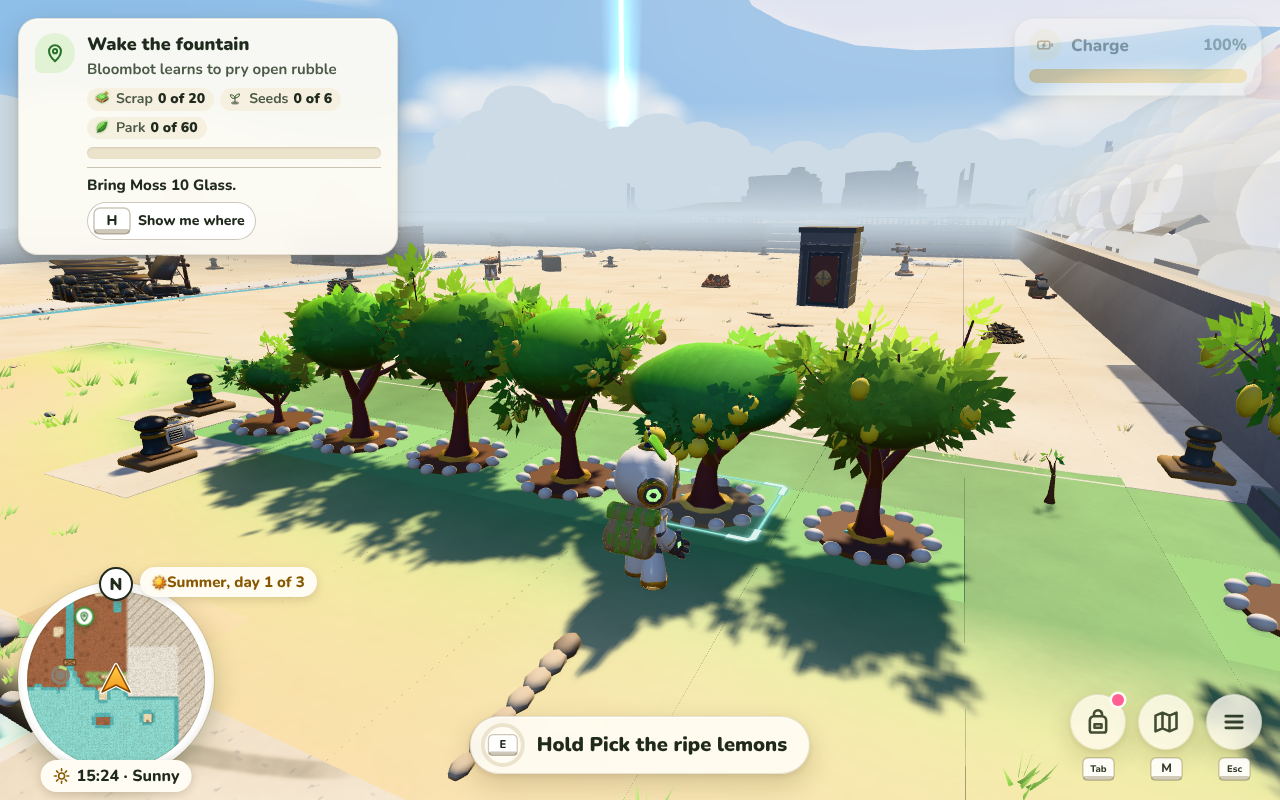 Wake the fountain
Bloombot learns to pry open rubble
Scrap 0 of 20
Seeds 0 of 6
Park 0 of 60
Bring Moss 10 Glass.
H Show me where
Charge 100%
N
Summer, day 1 of 3
15:24 · Sunny
E Hold Pick the ripe lemons
Tab
M
Esc